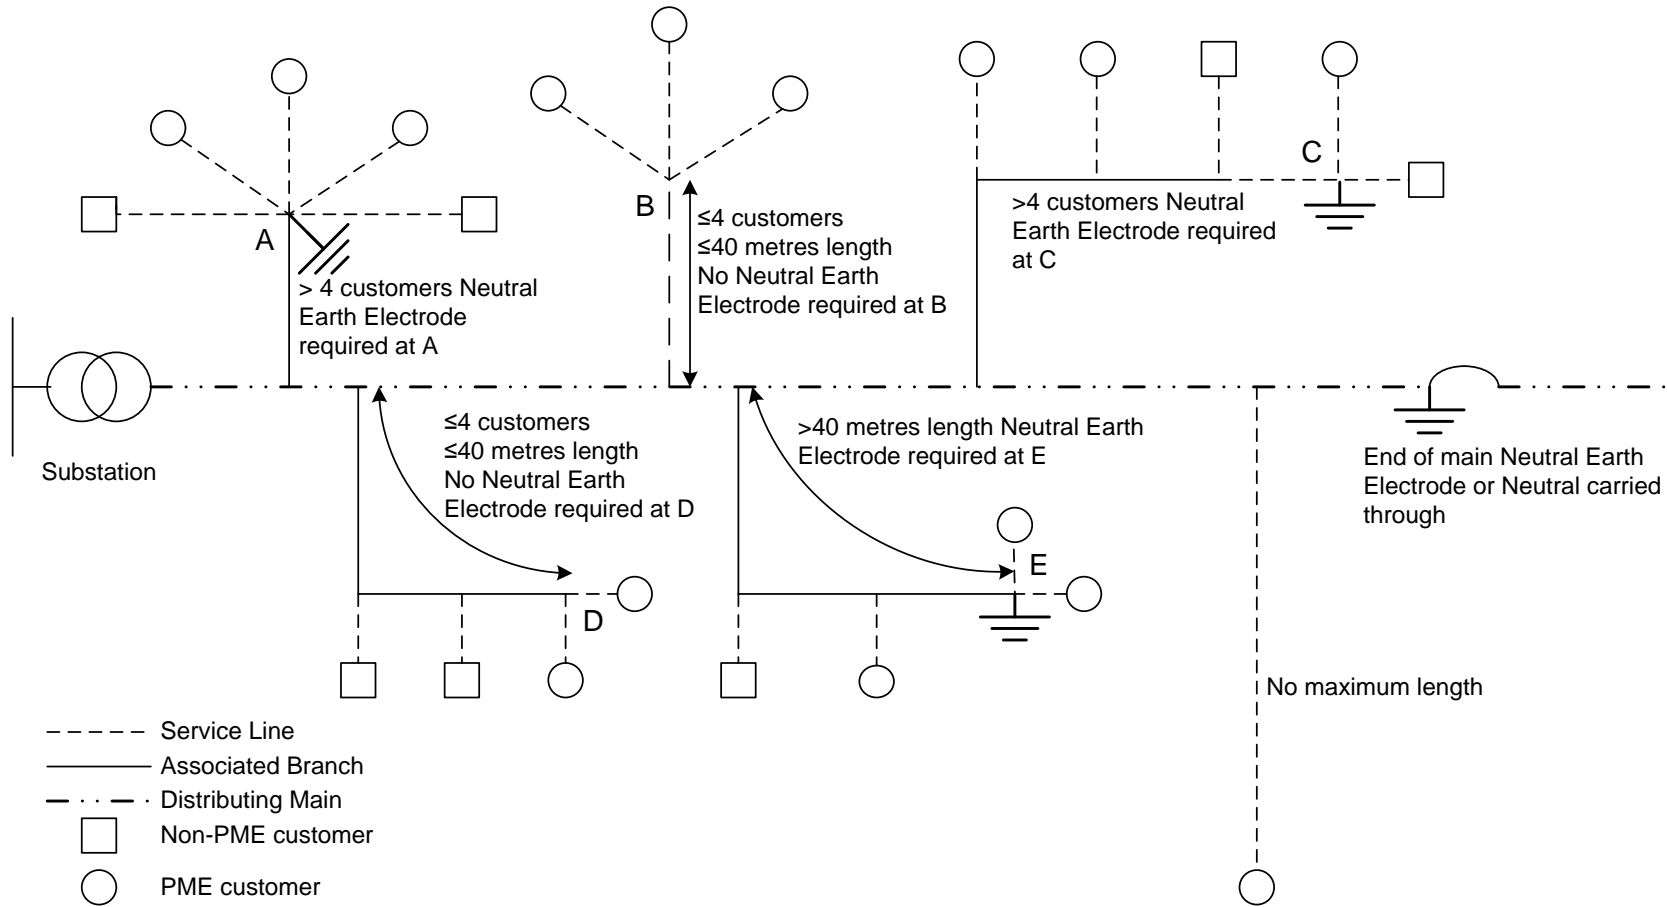 C
B
A
>4 customers Neutral
Earth Electrode required
at C
≤4 customers
≤40 metres length
No Neutral Earth
Electrode required at B
> 4 customers Neutral
Earth Electrode
required at A
Substation
≤4 customers
≤40 metres length
No Neutral Earth
Electrode required at D
>40 metres length Neutral Earth
Electrode required at E
End of main Neutral Earth
Electrode or Neutral carried
through
E
D
No maximum length
Service Line
Associated Branch
Distributing Main
Non-PME customer
PME customer